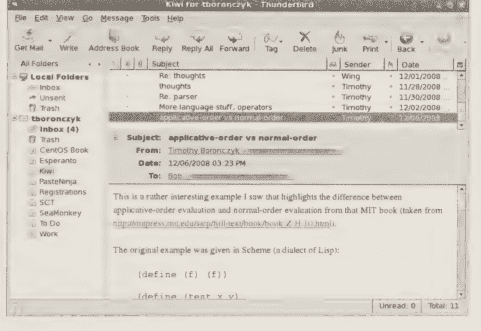 Kiwi for tboronczyk - Thunderbird
File Edit View Go Message Tools Help
Get Mail Write Address Book Reply Reply All Forward Tag Delete Junk Print Back
All Folders Subject Sender Date
Local Folders
Inbox
Unsent
Trash
tboronczyk
Inbox (4)
Trash
CentOS Book
Esperanto
Kiwi
PasteNinja
Registrations
SCT
SeaMonkey
To Do
Work
Re: thoughts Wing 12/01/2008
thoughts Timothy 11/28/2008
Re: parser Timothy 11/30/2008
More language stuff, operators Timothy 12/02/2008
applicative-order vs normal-order Timothy 12/06/2008
Subject: applicative-order vs normal-order
From: Timothy Boronczyk
Date: 12/06/2008 03:23 PM
To: Bob
This is a rather interesting example I saw that highlights the difference between
applicative-order evaluation and normal-order evaluation from that MIT book (taken from
The original example was given in Scheme (a dialect of Lisp):
(define (f) (f))
(define (test x y)
Unread: 0 Total: 11